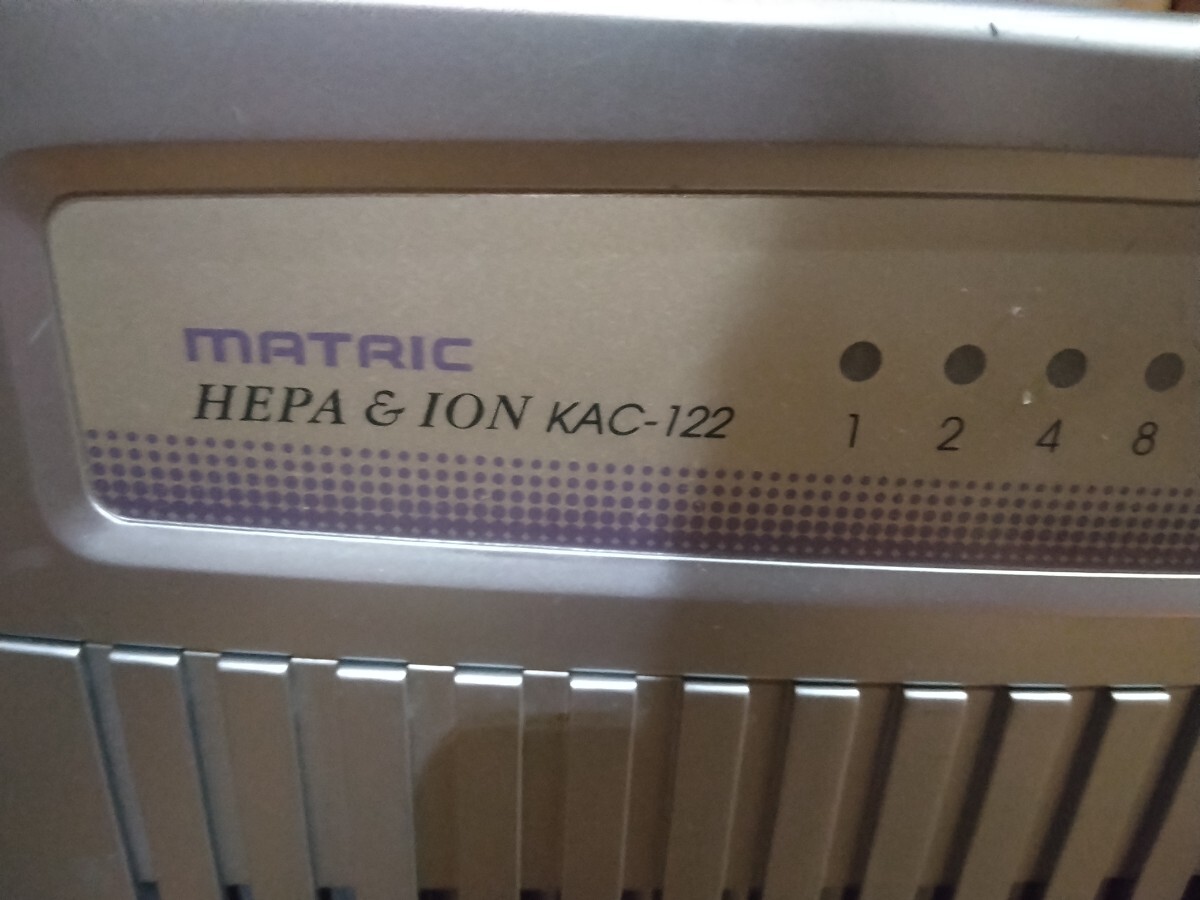 MATRIC
HEPA & ION KAC-122
1 2 4 8